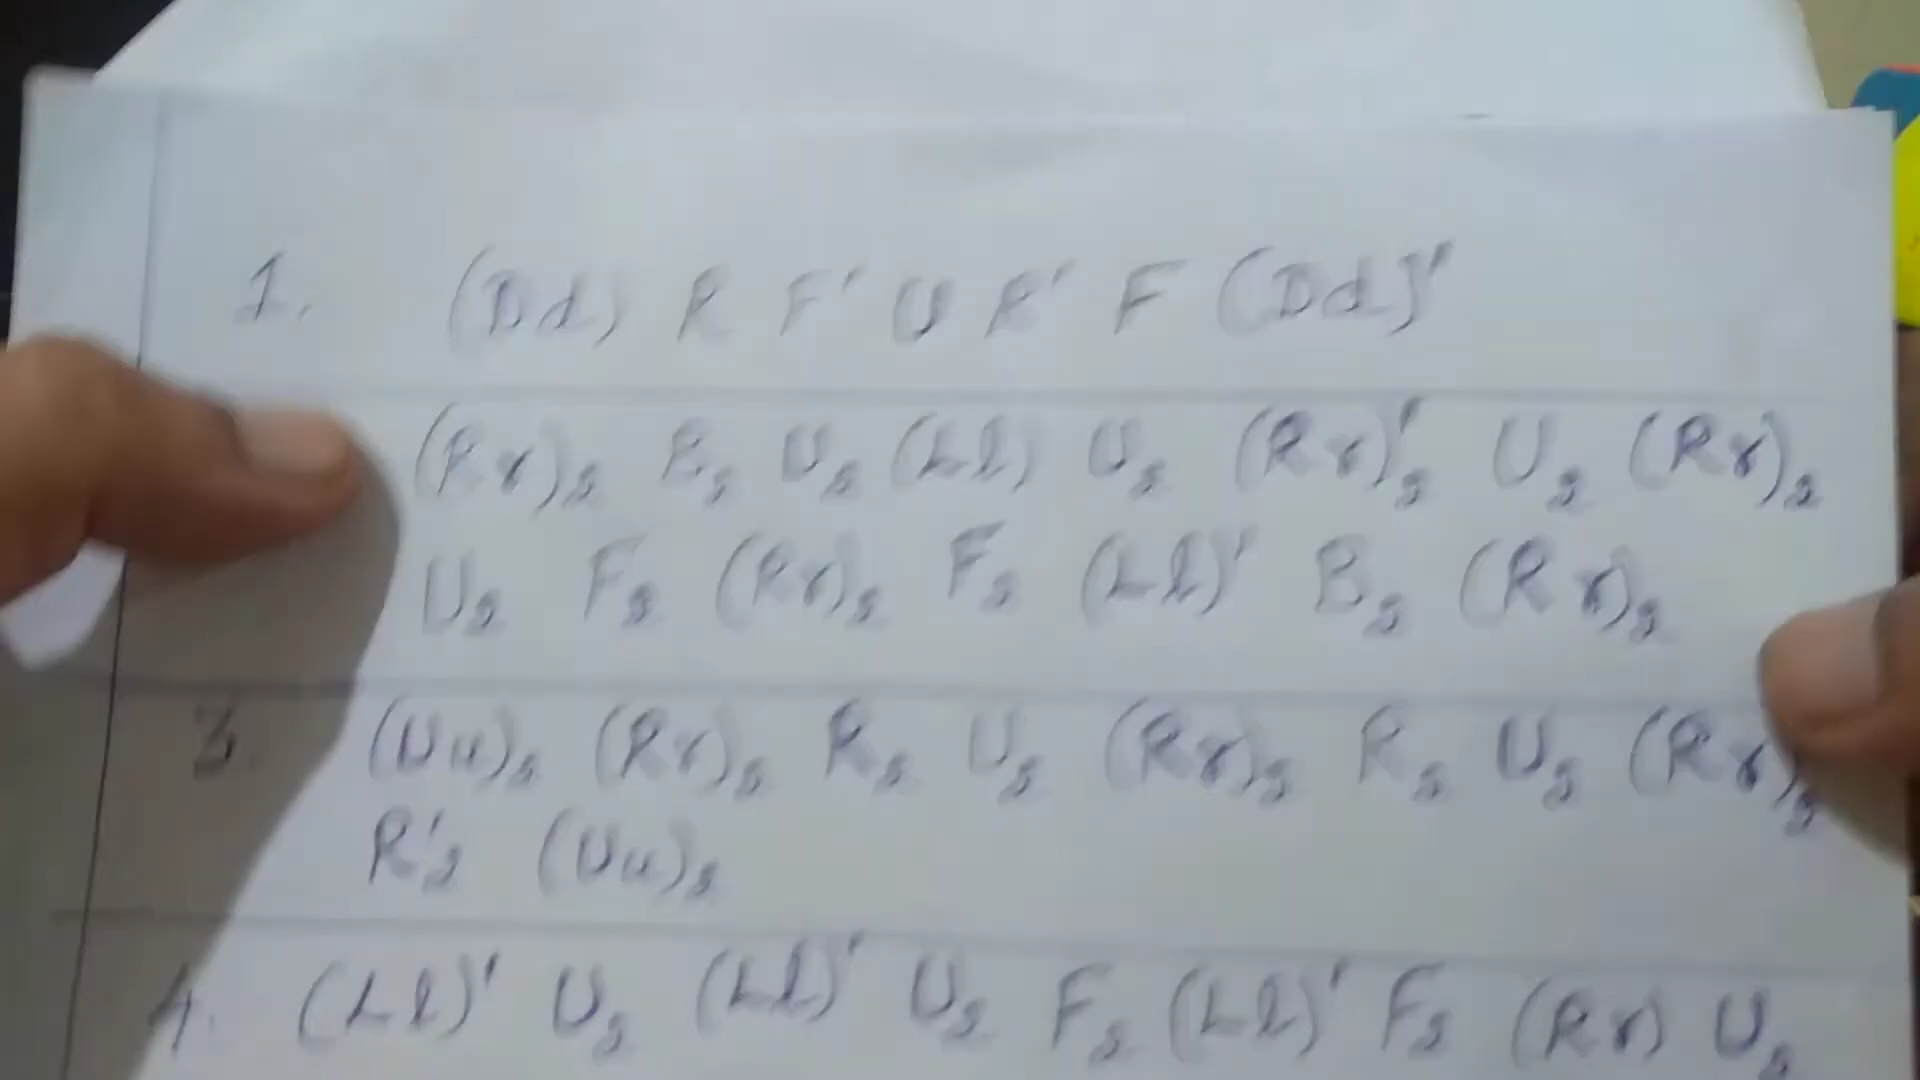 1. (Dd) R F' U R' F (Dd)'
(Rr)₂ B₂ U₂ (Ll) U₂ (Rr)'₂ U₂ (Rr)₂
U₂ F₂ (Rr)₂ F₂ (Ll)' B₂ (Rr)₂
3. (Uu)₂ (Rr)₂ R₂ U₂ (Rr)₂ R₂ U₂ (Rr)₂
R'₂ (Uu)₂
4. (Ll)' U₂ (Ll)' U₂ F₂ (Ll)' F₂ (Rr) U₂